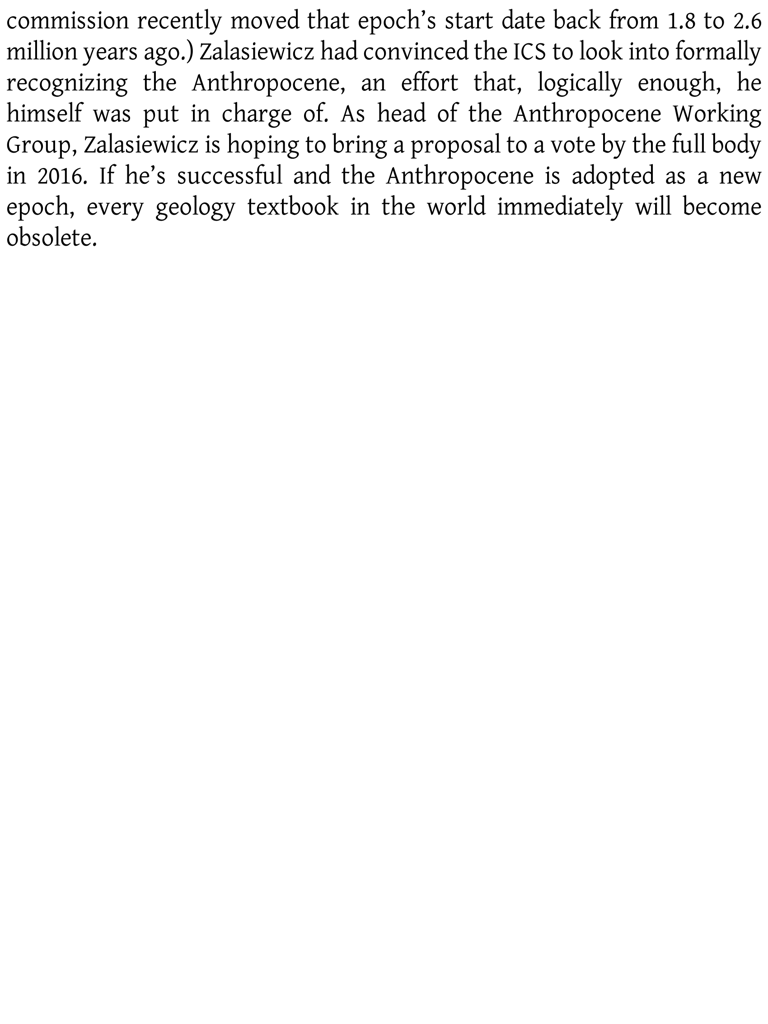 commission recently moved that epoch’s start date back from 1.8 to 2.6
million years ago.) Zalasiewicz had convinced the ICS to look into formally
recognizing the Anthropocene, an effort that, logically enough, he
himself was put in charge of. As head of the Anthropocene Working
Group, Zalasiewicz is hoping to bring a proposal to a vote by the full body
in 2016. If he’s successful and the Anthropocene is adopted as a new
epoch, every geology textbook in the world immediately will become
obsolete.